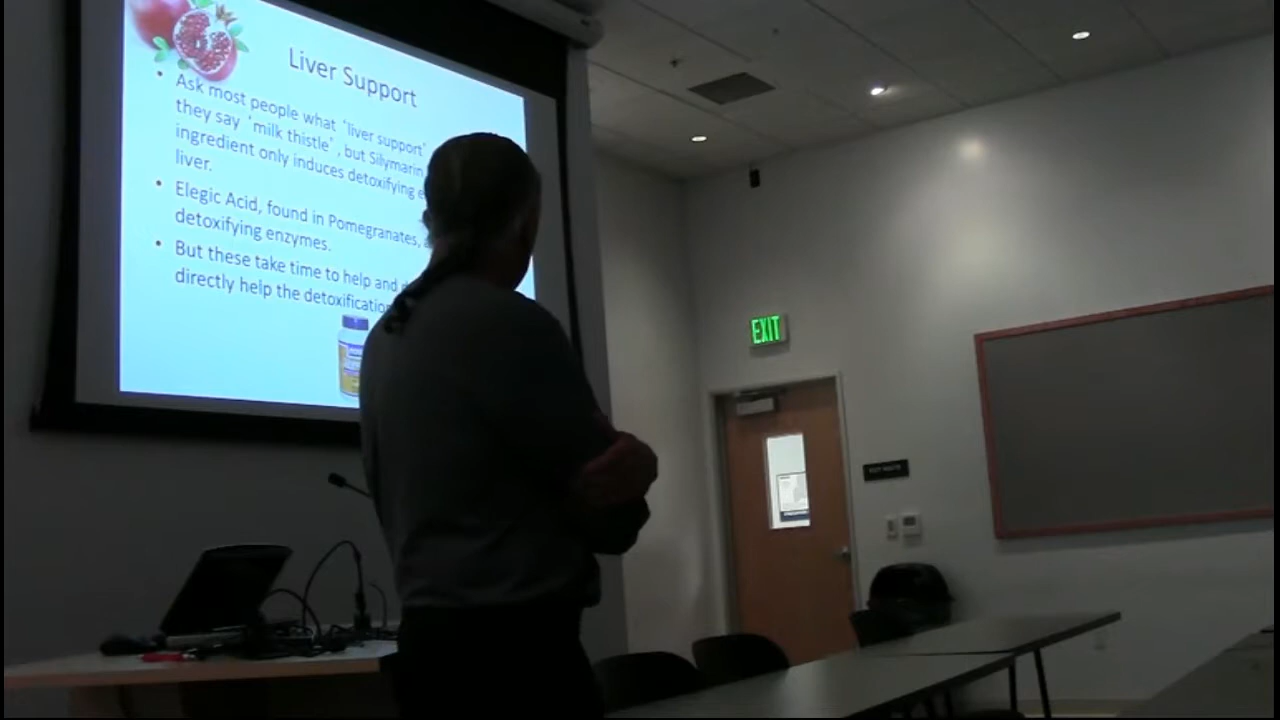 Liver Support
• Ask most people what 'liver support'
they say 'milk thistle', but Silymarin
ingredient only induces detoxifying
liver.
• Elegic Acid, found in Pomegranates,
detoxifying enzymes.
• But these take time to help and
directly help the detoxification
EXIT